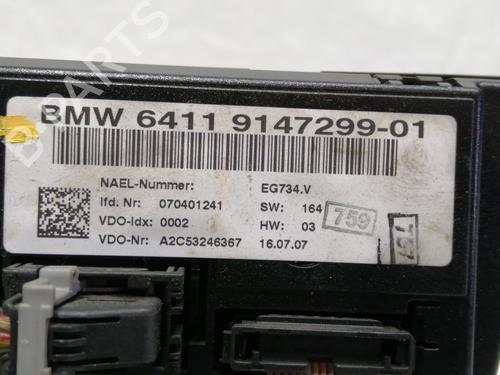 BMW 6411 9147299-01
NAEL-Nummer: EG734.V
lfd. Nr: 070401241 SW: 164 759
VDO-Idx: 0002 HW: 03
VDO-Nr: A2C53246367 16.07.07
B-PARTS